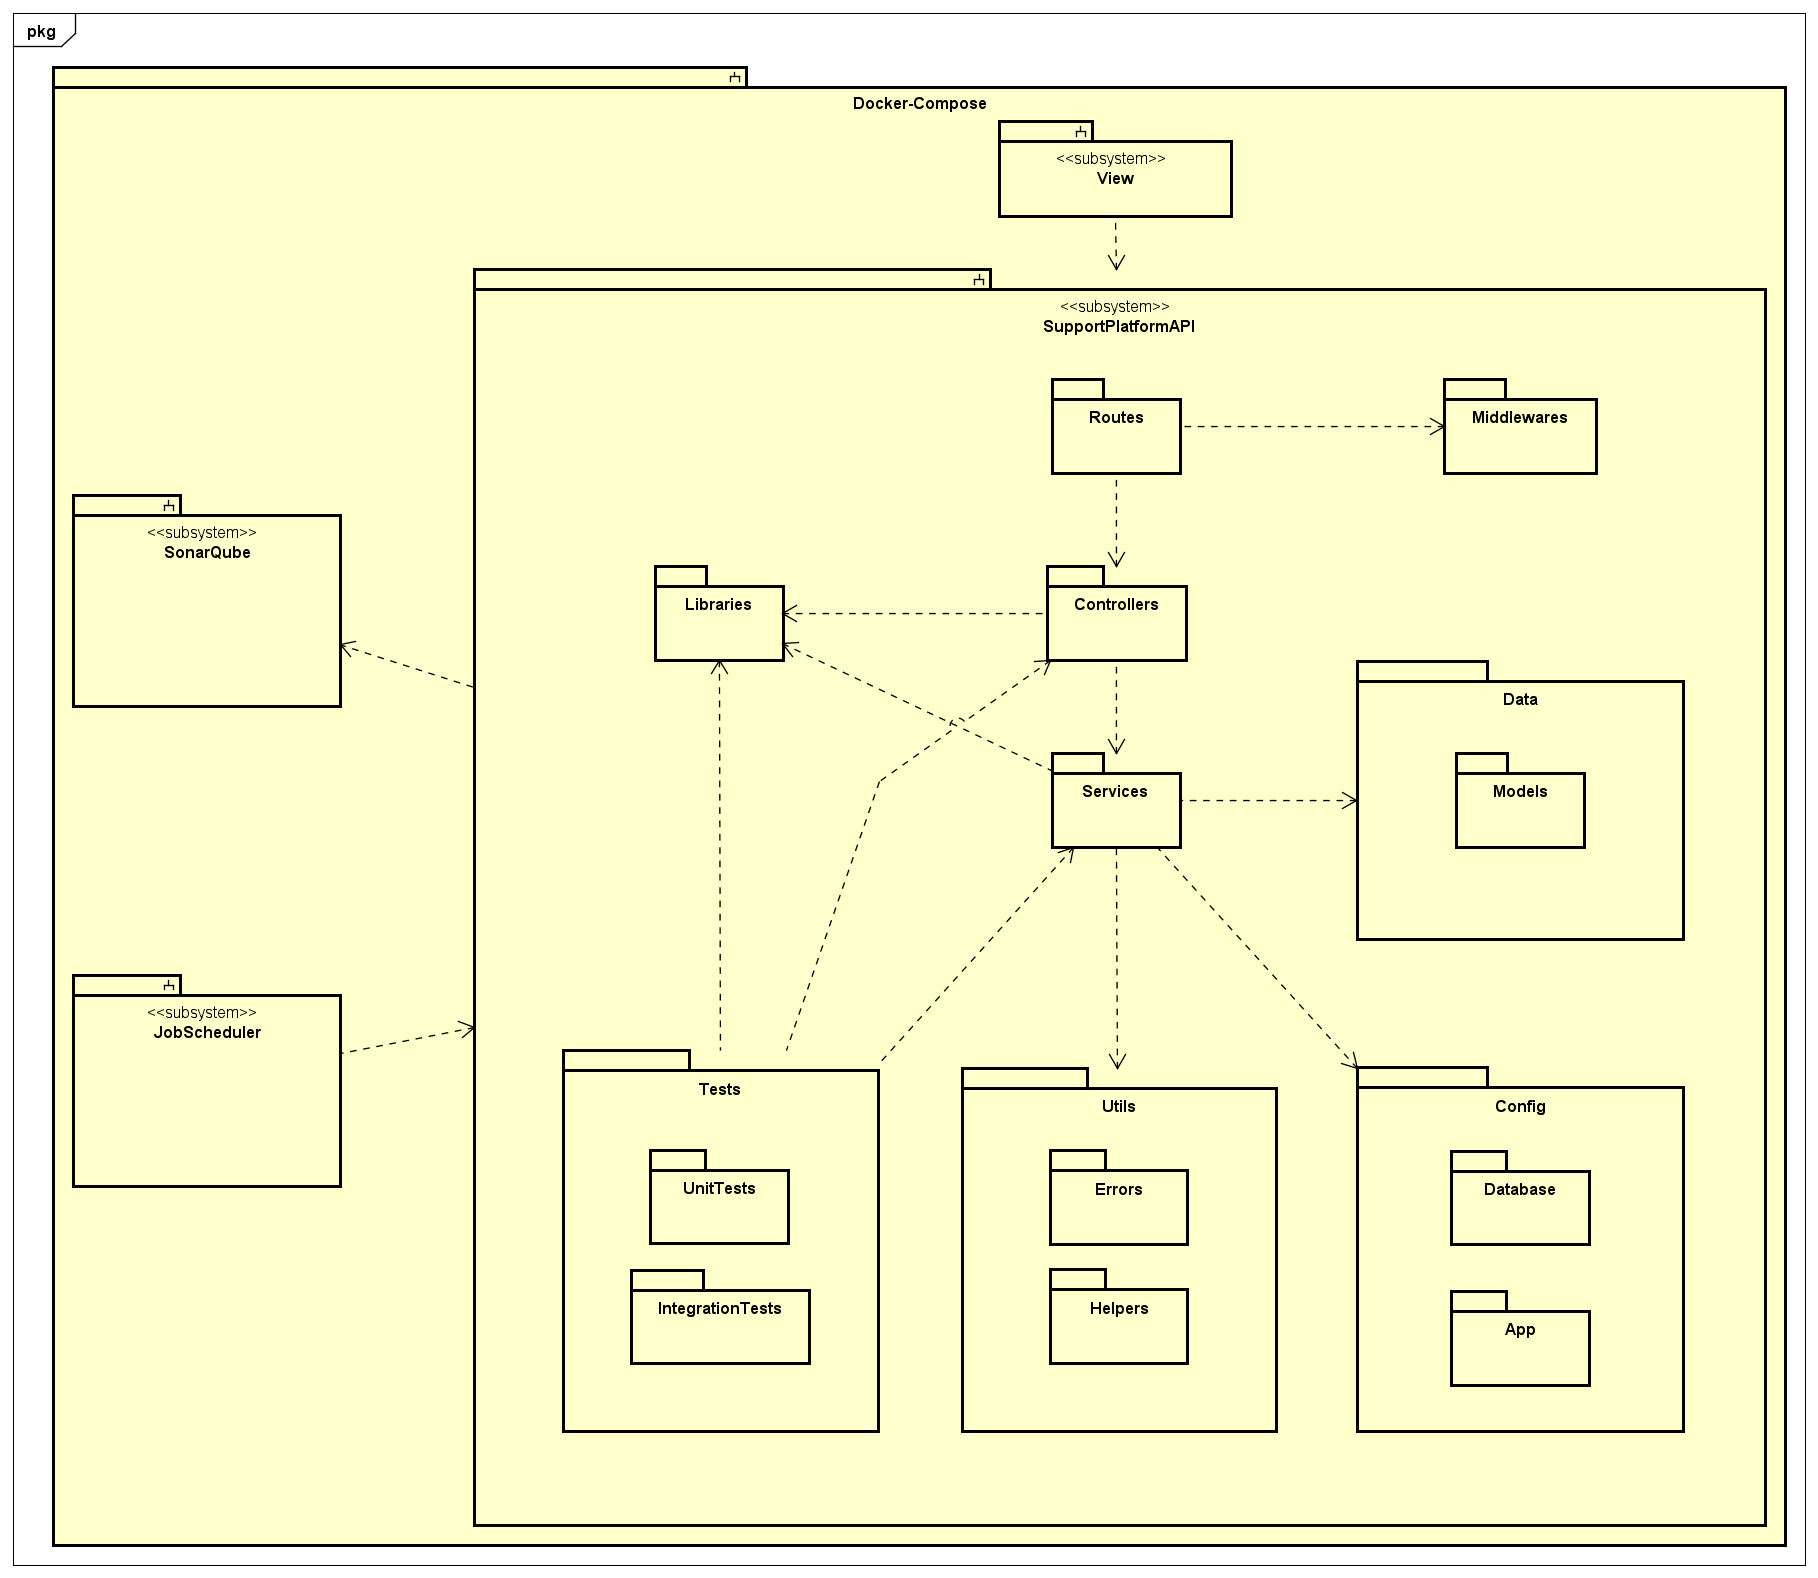 pkg
Docker-Compose
<<subsystem>>
View
<<subsystem>>
SupportPlatformAPI
Routes
Middlewares
<<subsystem>>
SonarQube
Libraries
Controllers
Data
Services
Models
<<subsystem>>
JobScheduler
Tests
Utils
Config
UnitTests
Errors
Database
IntegrationTests
Helpers
App